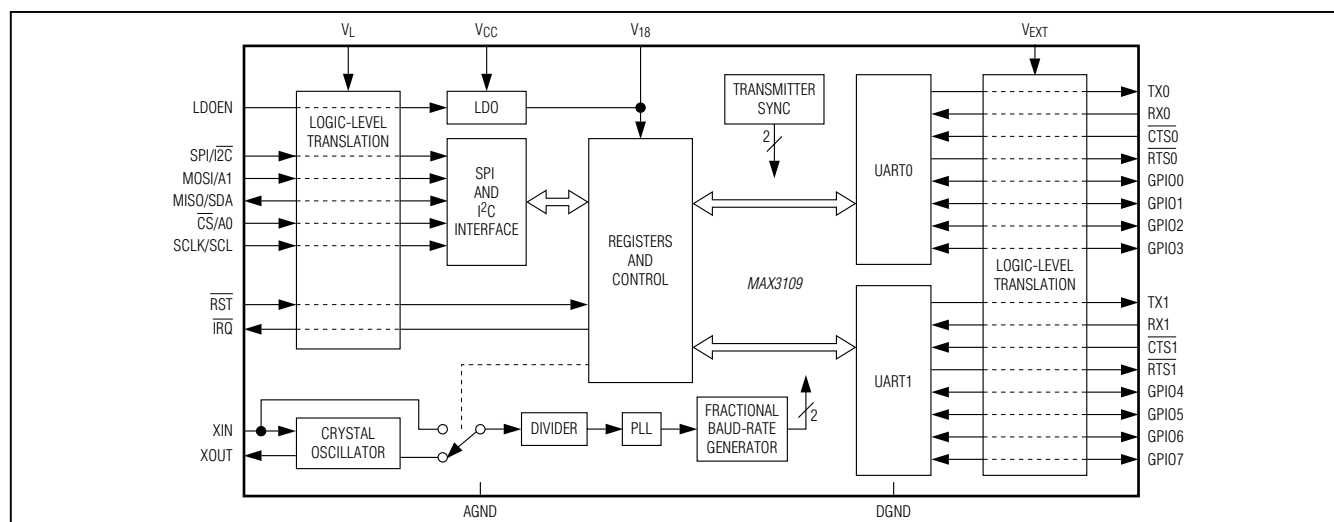 VL
VCC
V18
VEXT
LDOEN
SPI/I2C
MOSI/A1
MISO/SDA
CS/A0
SCLK/SCL
RST
IRQ
XIN
XOUT
LOGIC-LEVEL
TRANSLATION
LDO
SPI
AND
I²C
INTERFACE
REGISTERS
AND
CONTROL
TRANSMITTER
SYNC
2
MAX3109
CRYSTAL
OSCILLATOR
DIVIDER
PLL
FRACTIONAL
BAUD-RATE
GENERATOR
2
UART0
UART1
LOGIC-LEVEL
TRANSLATION
TX0
RX0
CTS0
RTS0
GPIO0
GPIO1
GPIO2
GPIO3
TX1
RX1
CTS1
RTS1
GPIO4
GPIO5
GPIO6
GPIO7
AGND
DGND